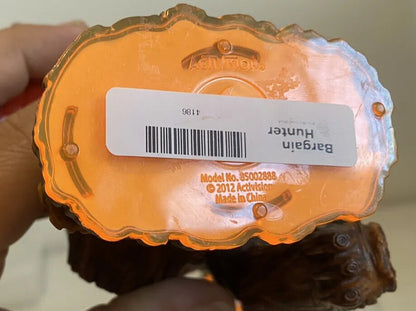 ACTIVISION
Bargain
Hunter
4186
Model No. 85002888
© 2012 Activision
Made in China